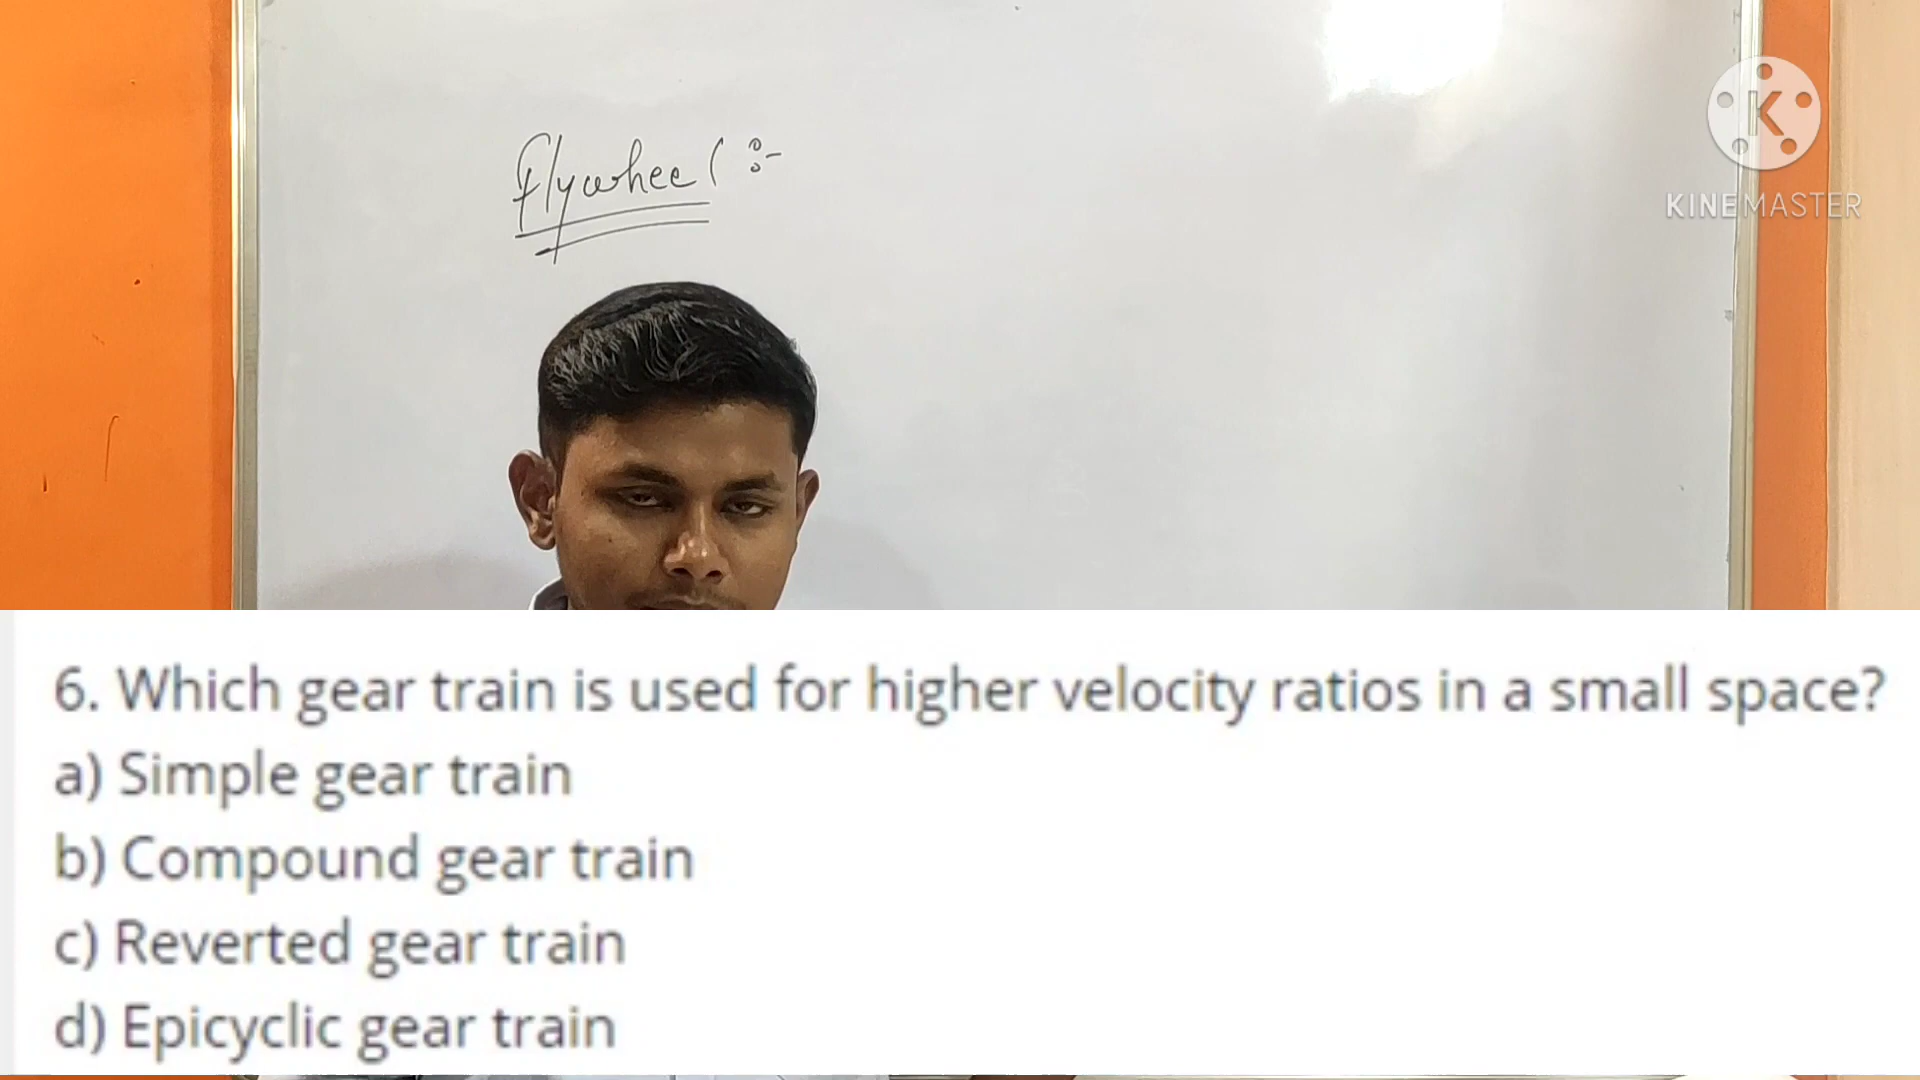 Flywheel :-
K
KINEMASTER
6. Which gear train is used for higher velocity ratios in a small space?
a) Simple gear train
b) Compound gear train
c) Reverted gear train
d) Epicyclic gear train